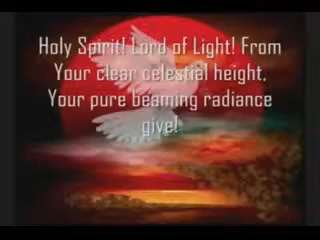 Holy Spirit! Lord of Light! From
Your clear celestial height,
Your pure beaming radiance
give!